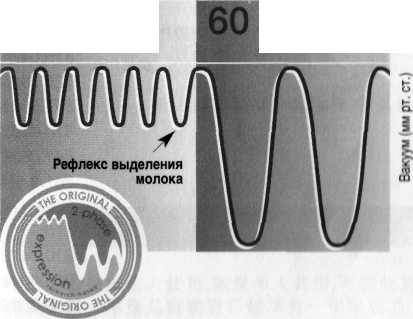 60
Вакуум (мм рт. ст.)
Рефлекс выделения
молока
THE ORIGINAL
2-phase
expression
THE ORIGINAL